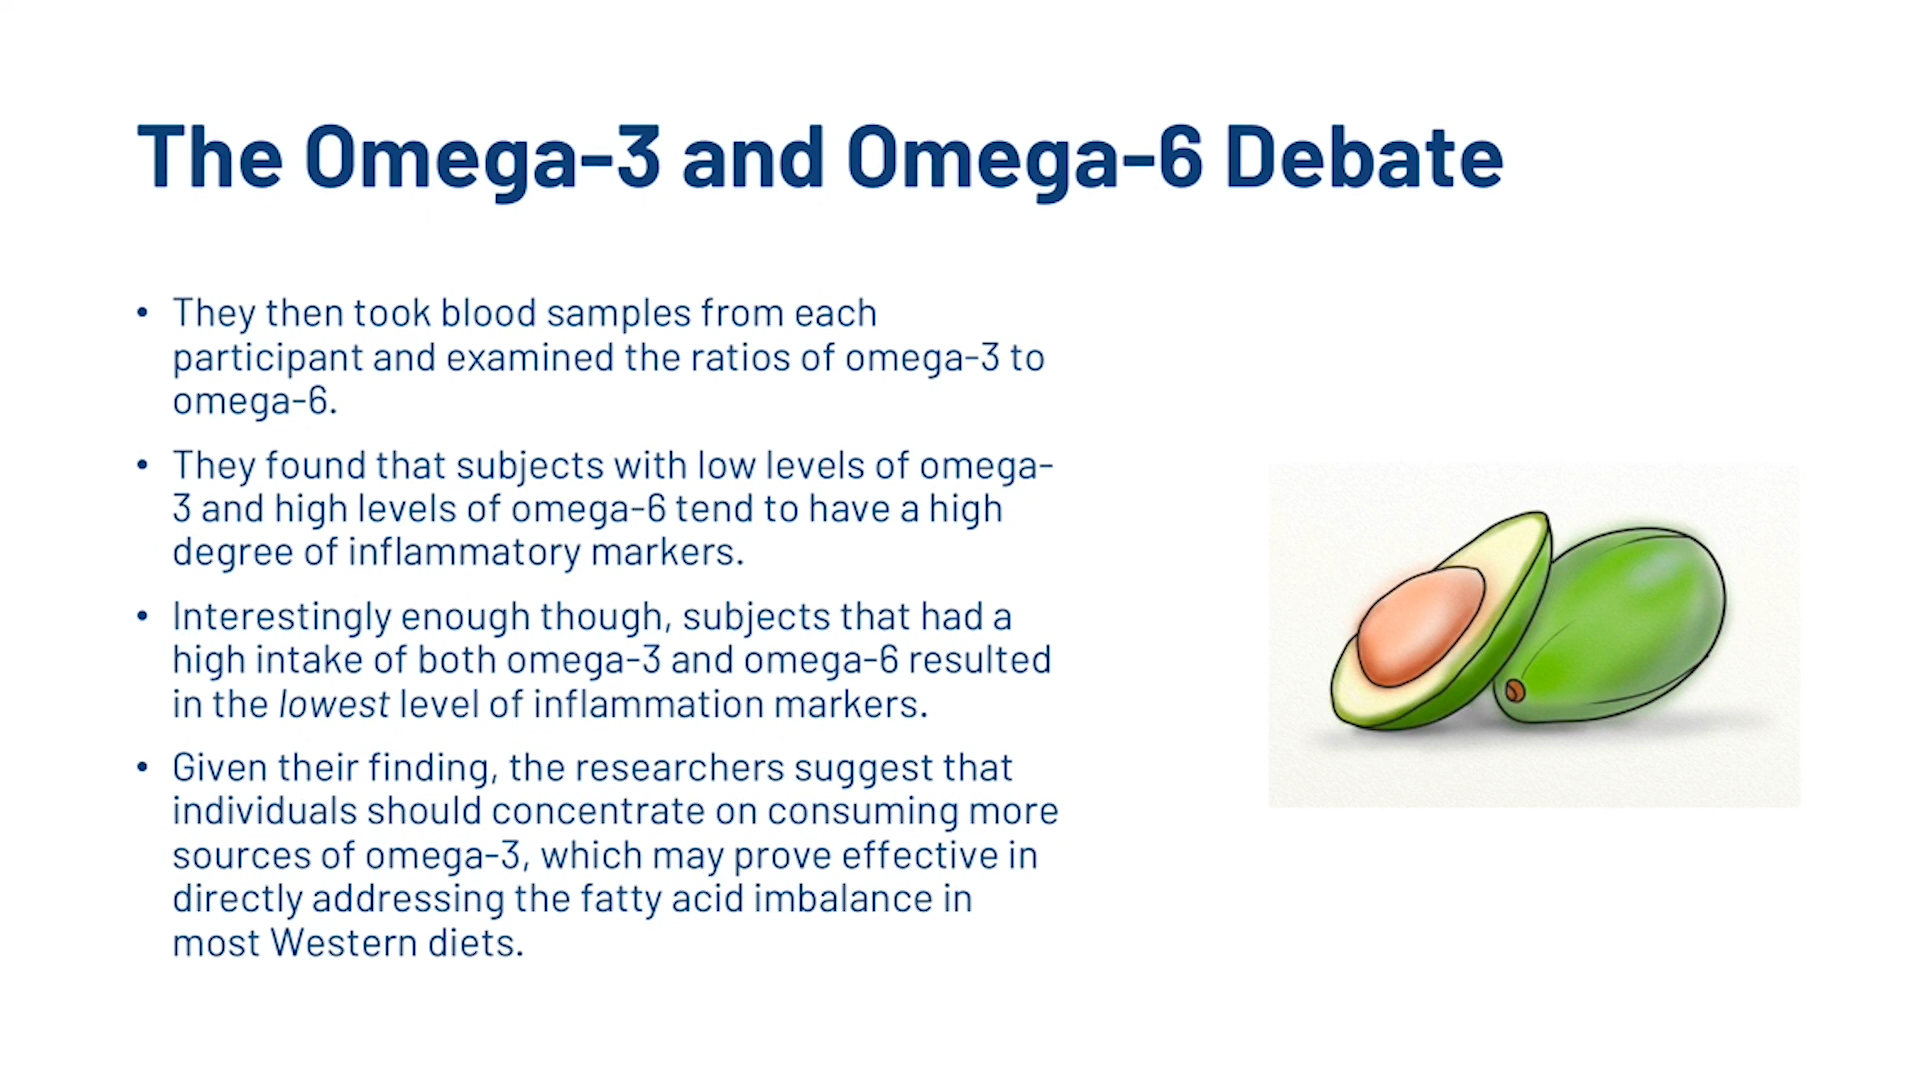 The Omega-3 and Omega-6 Debate
• They then took blood samples from each
participant and examined the ratios of omega-3 to
omega-6.
• They found that subjects with low levels of omega-
3 and high levels of omega-6 tend to have a high
degree of inflammatory markers.
• Interestingly enough though, subjects that had a
high intake of both omega-3 and omega-6 resulted
in the lowest level of inflammation markers.
• Given their finding, the researchers suggest that
individuals should concentrate on consuming more
sources of omega-3, which may prove effective in
directly addressing the fatty acid imbalance in
most Western diets.